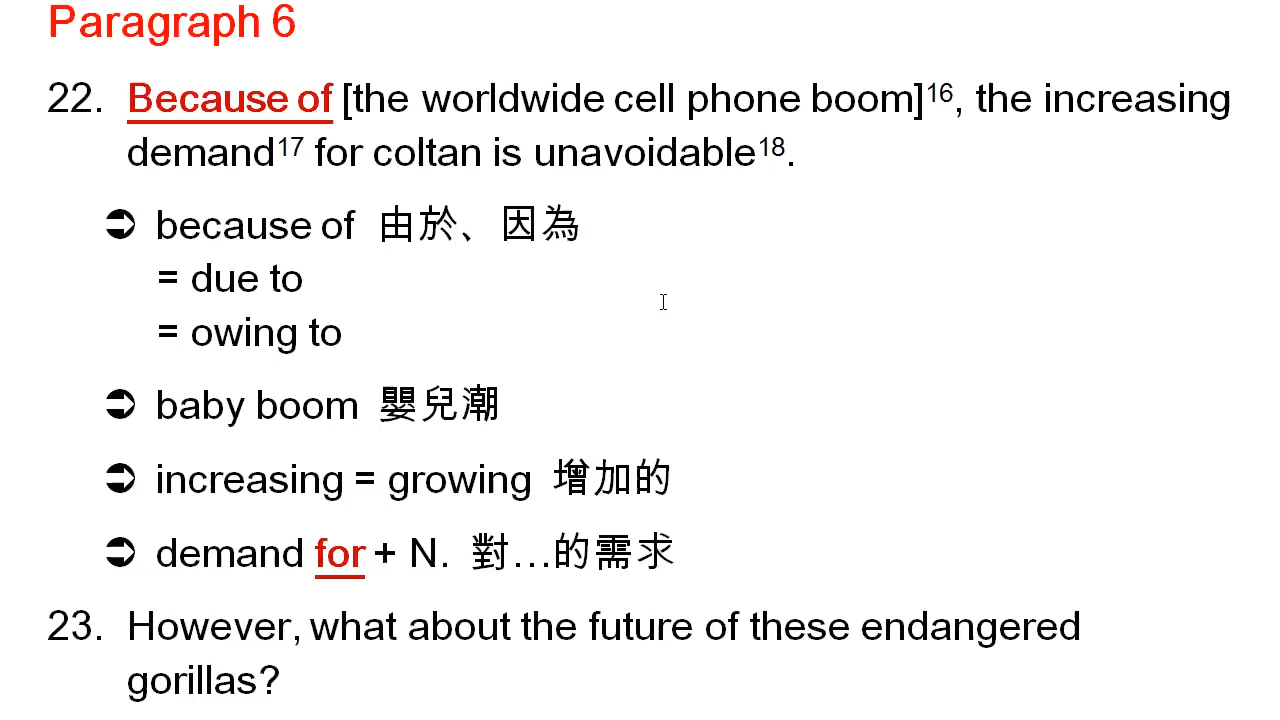 Paragraph 6
22. Because of [the worldwide cell phone boom]16, the increasing
demand17 for coltan is unavoidable18.
➲ because of 由於、因為
= due to
= owing to
➲ baby boom 嬰兒潮
➲ increasing = growing 增加的
➲ demand for + N. 對…的需求
23. However, what about the future of these endangered
gorillas?